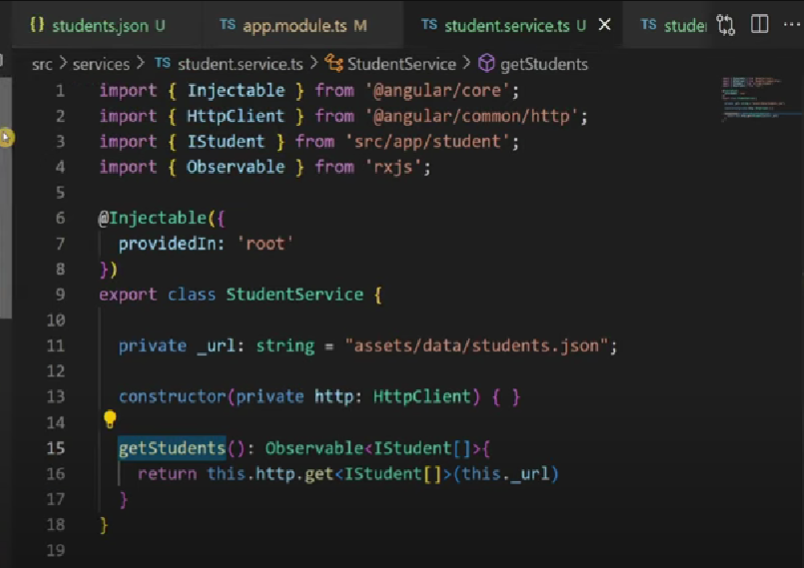 {} students.json U TS app.module.ts M TS student.service.ts U × TS stude
src > services > TS student.service.ts > StudentService > getStudents
1 import { Injectable } from '@angular/core';
2 import { HttpClient } from '@angular/common/http';
3 import { IStudent } from 'src/app/student';
4 import { Observable } from 'rxjs';
5
6 @Injectable({
7 providedIn: 'root'
8 })
9 export class StudentService {
10
11 private _url: string = "assets/data/students.json";
12
13 constructor(private http: HttpClient) { }
14
15 getStudents(): Observable<IStudent[]>{
16 return this.http.get<IStudent[]>(this._url)
17 }
18 }
19